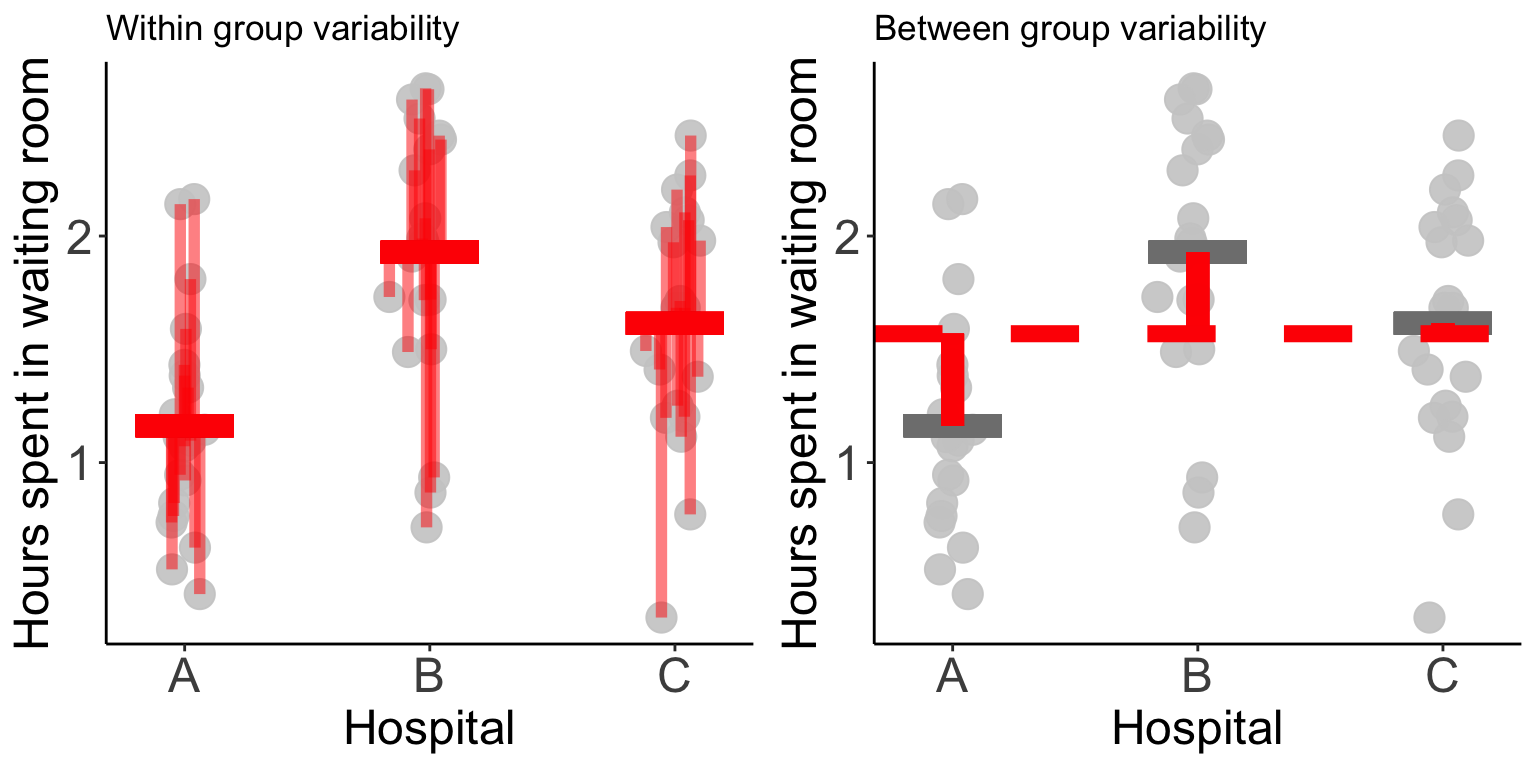 Within group variability
Hours spent in waiting room
2
1
A B C
Hospital
Between group variability
Hours spent in waiting room
2
1
A B C
Hospital